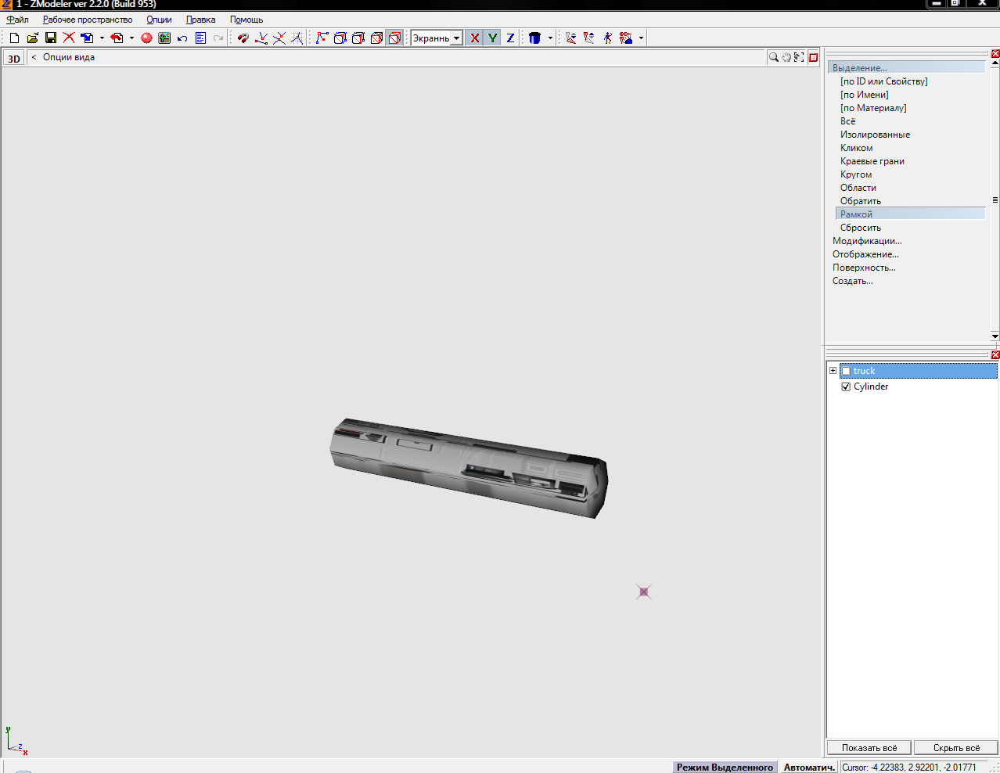 1 - ZModeler ver 2.2.0 (Build 953)
Файл Рабочее пространство Опции Правка Помощь
Экраннь X Y Z
3D < Опции вида
Выделение...
[по ID или Свойству]
[по Имени]
[по Материалу]
Всё
Изолированные
Кликом
Краевые грани
Кругом
Области
Обратить
Рамкой
Сбросить
Модификации...
Отображение...
Поверхность...
Создать...
truck
Cylinder
y
z
x
Показать всё Скрыть всё
Режим Выделенного Автоматич. Cursor: -4.22383, 2.92201, -2.01771